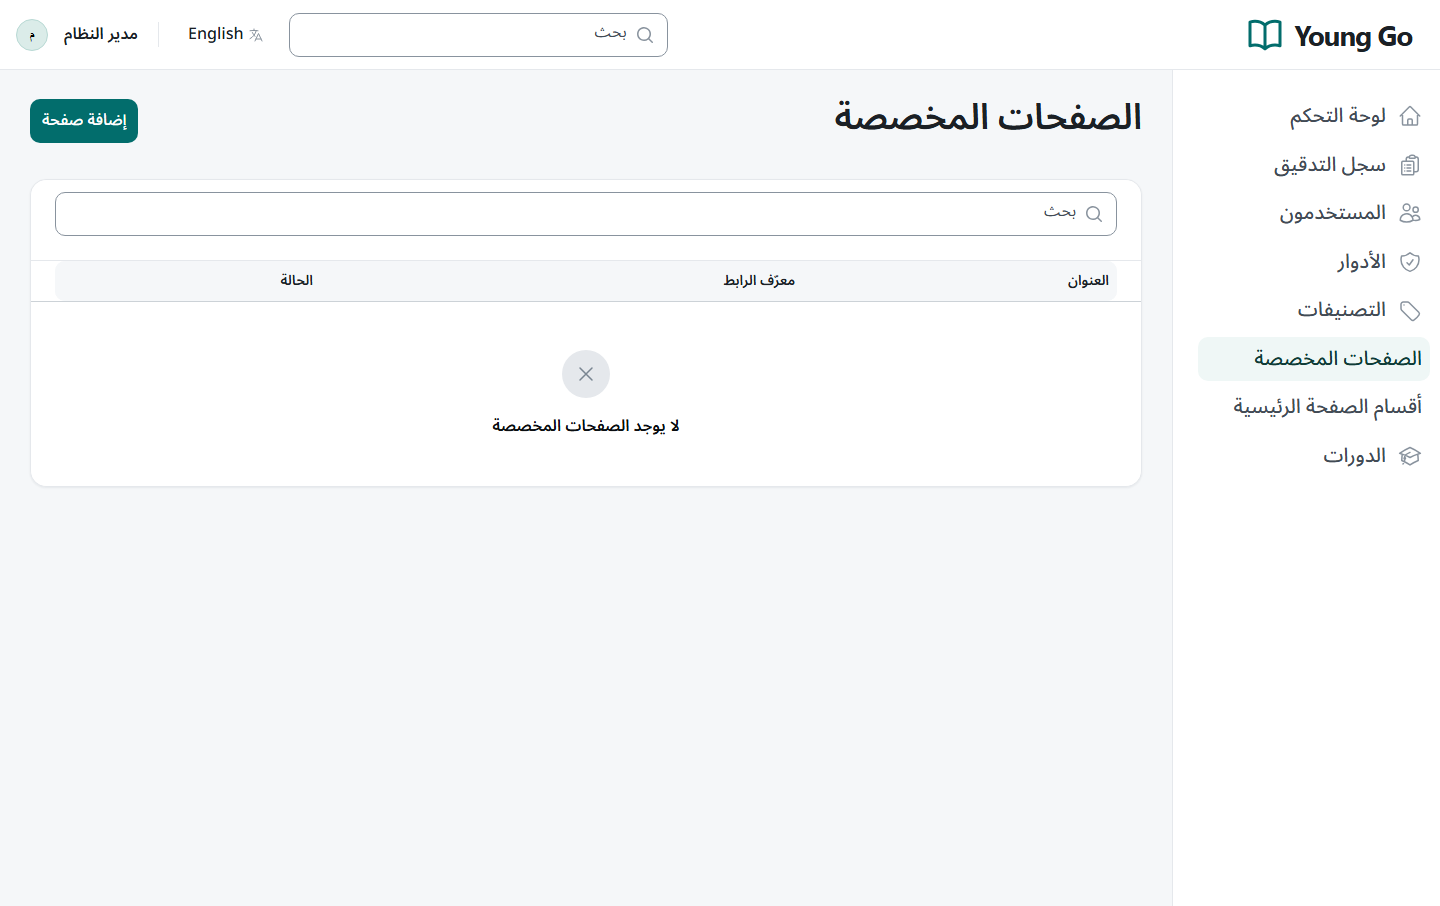 Young Go
بحث
English
مدير النظام
م
لوحة التحكم
سجل التدقيق
المستخدمون
الأدوار
التصنيفات
الصفحات المخصصة
أقسام الصفحة الرئيسية
الدورات
الصفحات المخصصة
إضافة صفحة
بحث
العنوان معرّف الرابط الحالة
لا يوجد الصفحات المخصصة